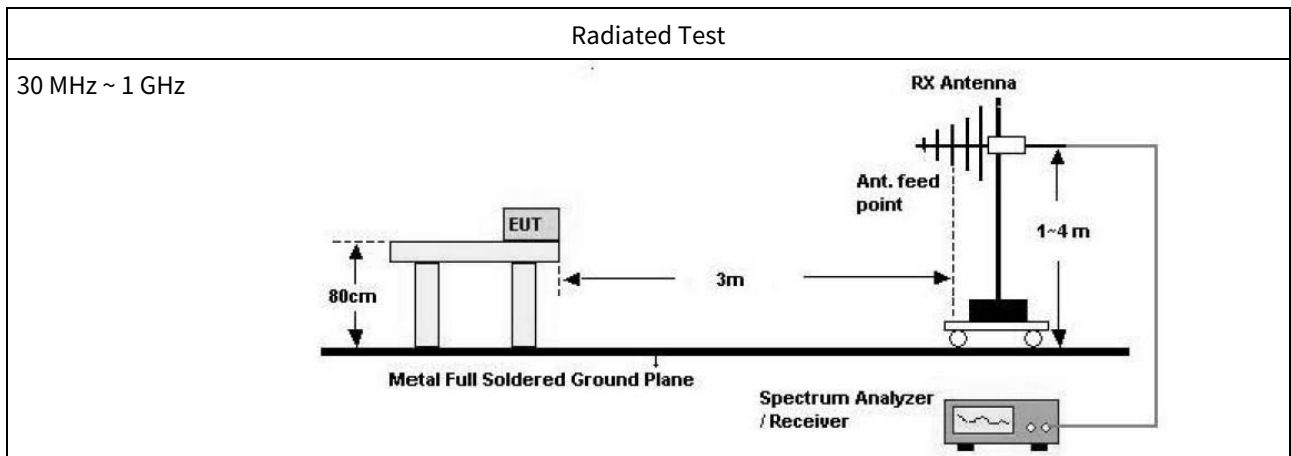 Radiated Test
30 MHz ~ 1 GHz
RX Antenna
Ant. feed
point
EUT
1~4 m
3m
80cm
Metal Full Soldered Ground Plane
Spectrum Analyzer
/ Receiver